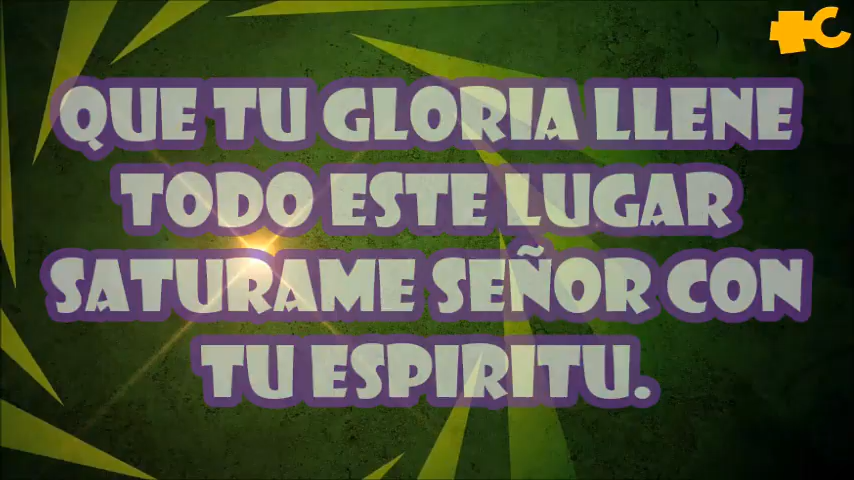 QUE TU GLORIA LLENE
TODO ESTE LUGAR
SATURAME SEÑOR CON
TU ESPIRITU.